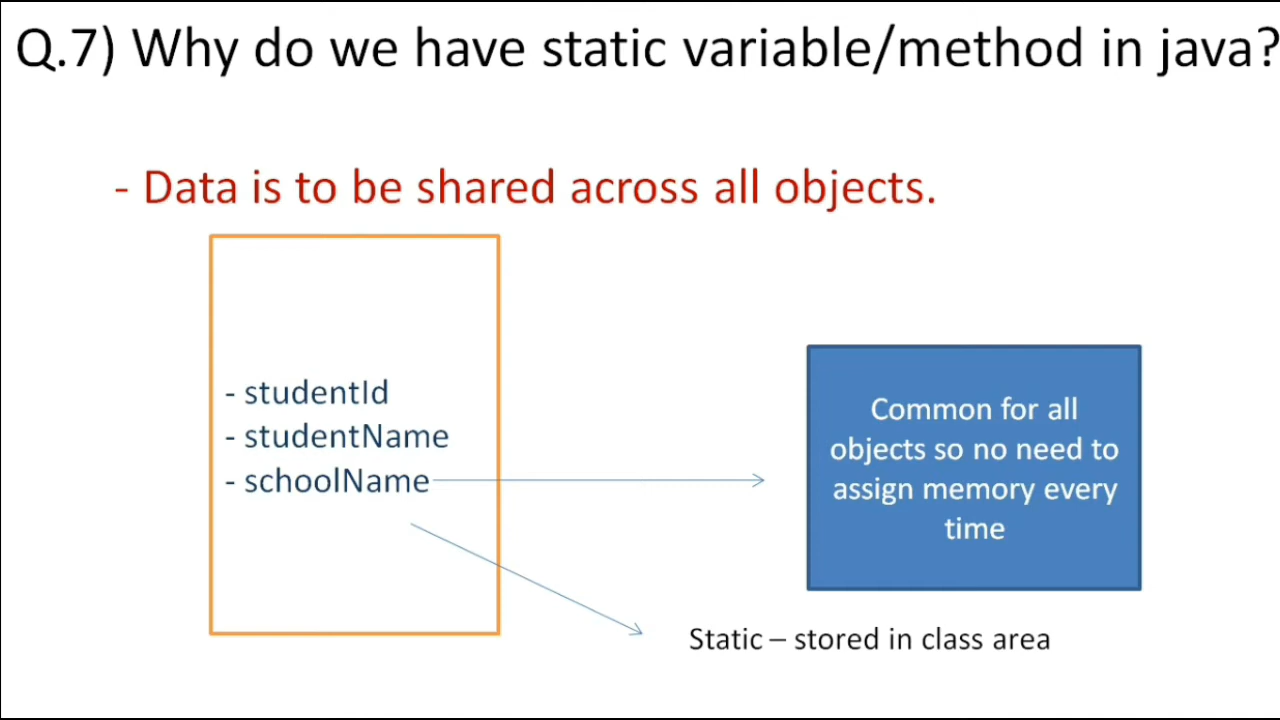 Q.7) Why do we have static variable/method in java?
- Data is to be shared across all objects.
- studentId
- studentName
- schoolName
Common for all
objects so no need to
assign memory every
time
Static – stored in class area